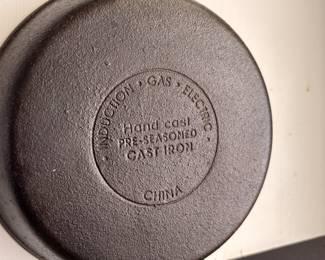 • INDUCTION • GAS • ELECTRIC •
Hand cast
PRE-SEASONED
CAST IRON
CHINA